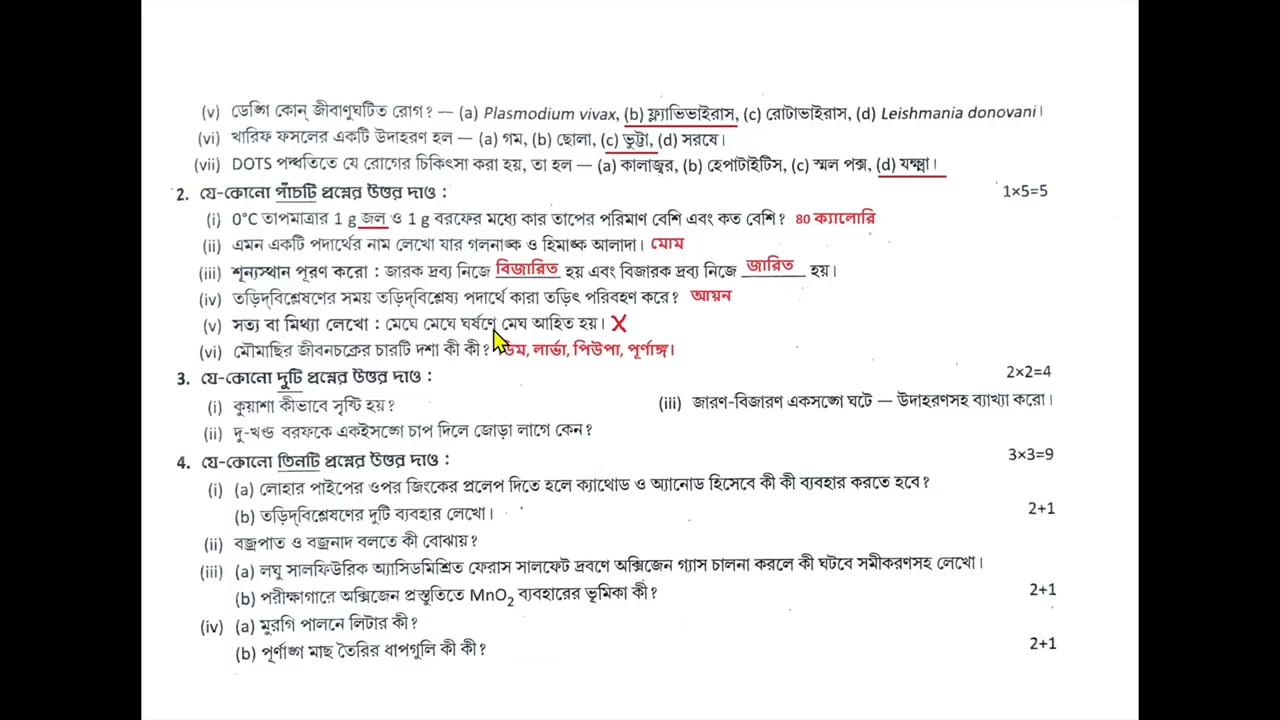 (v) ডেঙ্গি কোন্ জীবাণুঘটিত রোগ? — (a) Plasmodium vivax, (b) ফ্ল্যাভিভাইরাস, (c) রোটাভাইরাস, (d) Leishmania donovani।
(vi) খারিফ ফসলের একটি উদাহরণ হল — (a) গম, (b) ছোলা, (c) ভুট্টা, (d) সরষে।
(vii) DOTS পদ্ধতিতে যে রোগের চিকিৎসা করা হয়, তা হল — (a) কালাজ্বর, (b) হেপাটাইটিস, (c) স্মল পক্স, (d) যক্ষ্মা।
2. যে-কোনো পাঁচটি প্রশ্নের উত্তর দাও : 1×5=5
(i) 0°C তাপমাত্রার 1 g জল ও 1 g বরফের মধ্যে কার তাপের পরিমাণ বেশি এবং কত বেশি? 80 ক্যালোরি
(ii) এমন একটি পদার্থের নাম লেখো যার গলনাঙ্ক ও হিমাঙ্ক আলাদা। মোম
(iii) শূন্যস্থান পূরণ করো : জারক দ্রব্য নিজে বিজারিত হয় এবং বিজারক দ্রব্য নিজে জারিত হয়।
(iv) তড়িদ্‌বিশ্লেষণের সময় তড়িদ্‌বিশ্লেষ্য পদার্থে কারা তড়িৎ পরিবহণ করে? আয়ন
(v) সত্য বা মিথ্যা লেখো : মেঘে মেঘে ঘর্ষণে মেঘ আহিত হয়। X
(vi) মৌমাছির জীবনচক্রের চারটি দশা কী কী? লার্ভা, পিউপা, পূর্ণাঙ্গ।
3. যে-কোনো দুটি প্রশ্নের উত্তর দাও : 2×2=4
(i) কুয়াশা কীভাবে সৃষ্টি হয়? (iii) জারণ-বিজারণ একসঙ্গে ঘটে — উদাহরণসহ ব্যাখ্যা করো।
(ii) দু-খণ্ড বরফকে একইসঙ্গে চাপ দিলে জোড়া লাগে কেন?
4. যে-কোনো তিনটি প্রশ্নের উত্তর দাও : 3×3=9
(i) (a) লোহার পাইপের ওপর জিংকের প্রলেপ দিতে হলে ক্যাথোড ও অ্যানোড হিসেবে কী কী ব্যবহার করতে হবে?
(b) তড়িদ্‌বিশ্লেষণের দুটি ব্যবহার লেখো। 2+1
(ii) বজ্রপাত ও বজ্রনাদ বলতে কী বোঝায়?
(iii) (a) লঘু সালফিউরিক অ্যাসিডমিশ্রিত ফেরাস সালফেট দ্রবণে অক্সিজেন গ্যাস চালনা করলে কী ঘটবে সমীকরণসহ লেখো।
(b) পরীক্ষাগারে অক্সিজেন প্রস্তুতিতে MnO₂ ব্যবহারের ভূমিকা কী? 2+1
(iv) (a) মুরগি পালনে লিটার কী?
(b) পূর্ণাঙ্গ মাছ তৈরির ধাপগুলি কী কী? 2+1